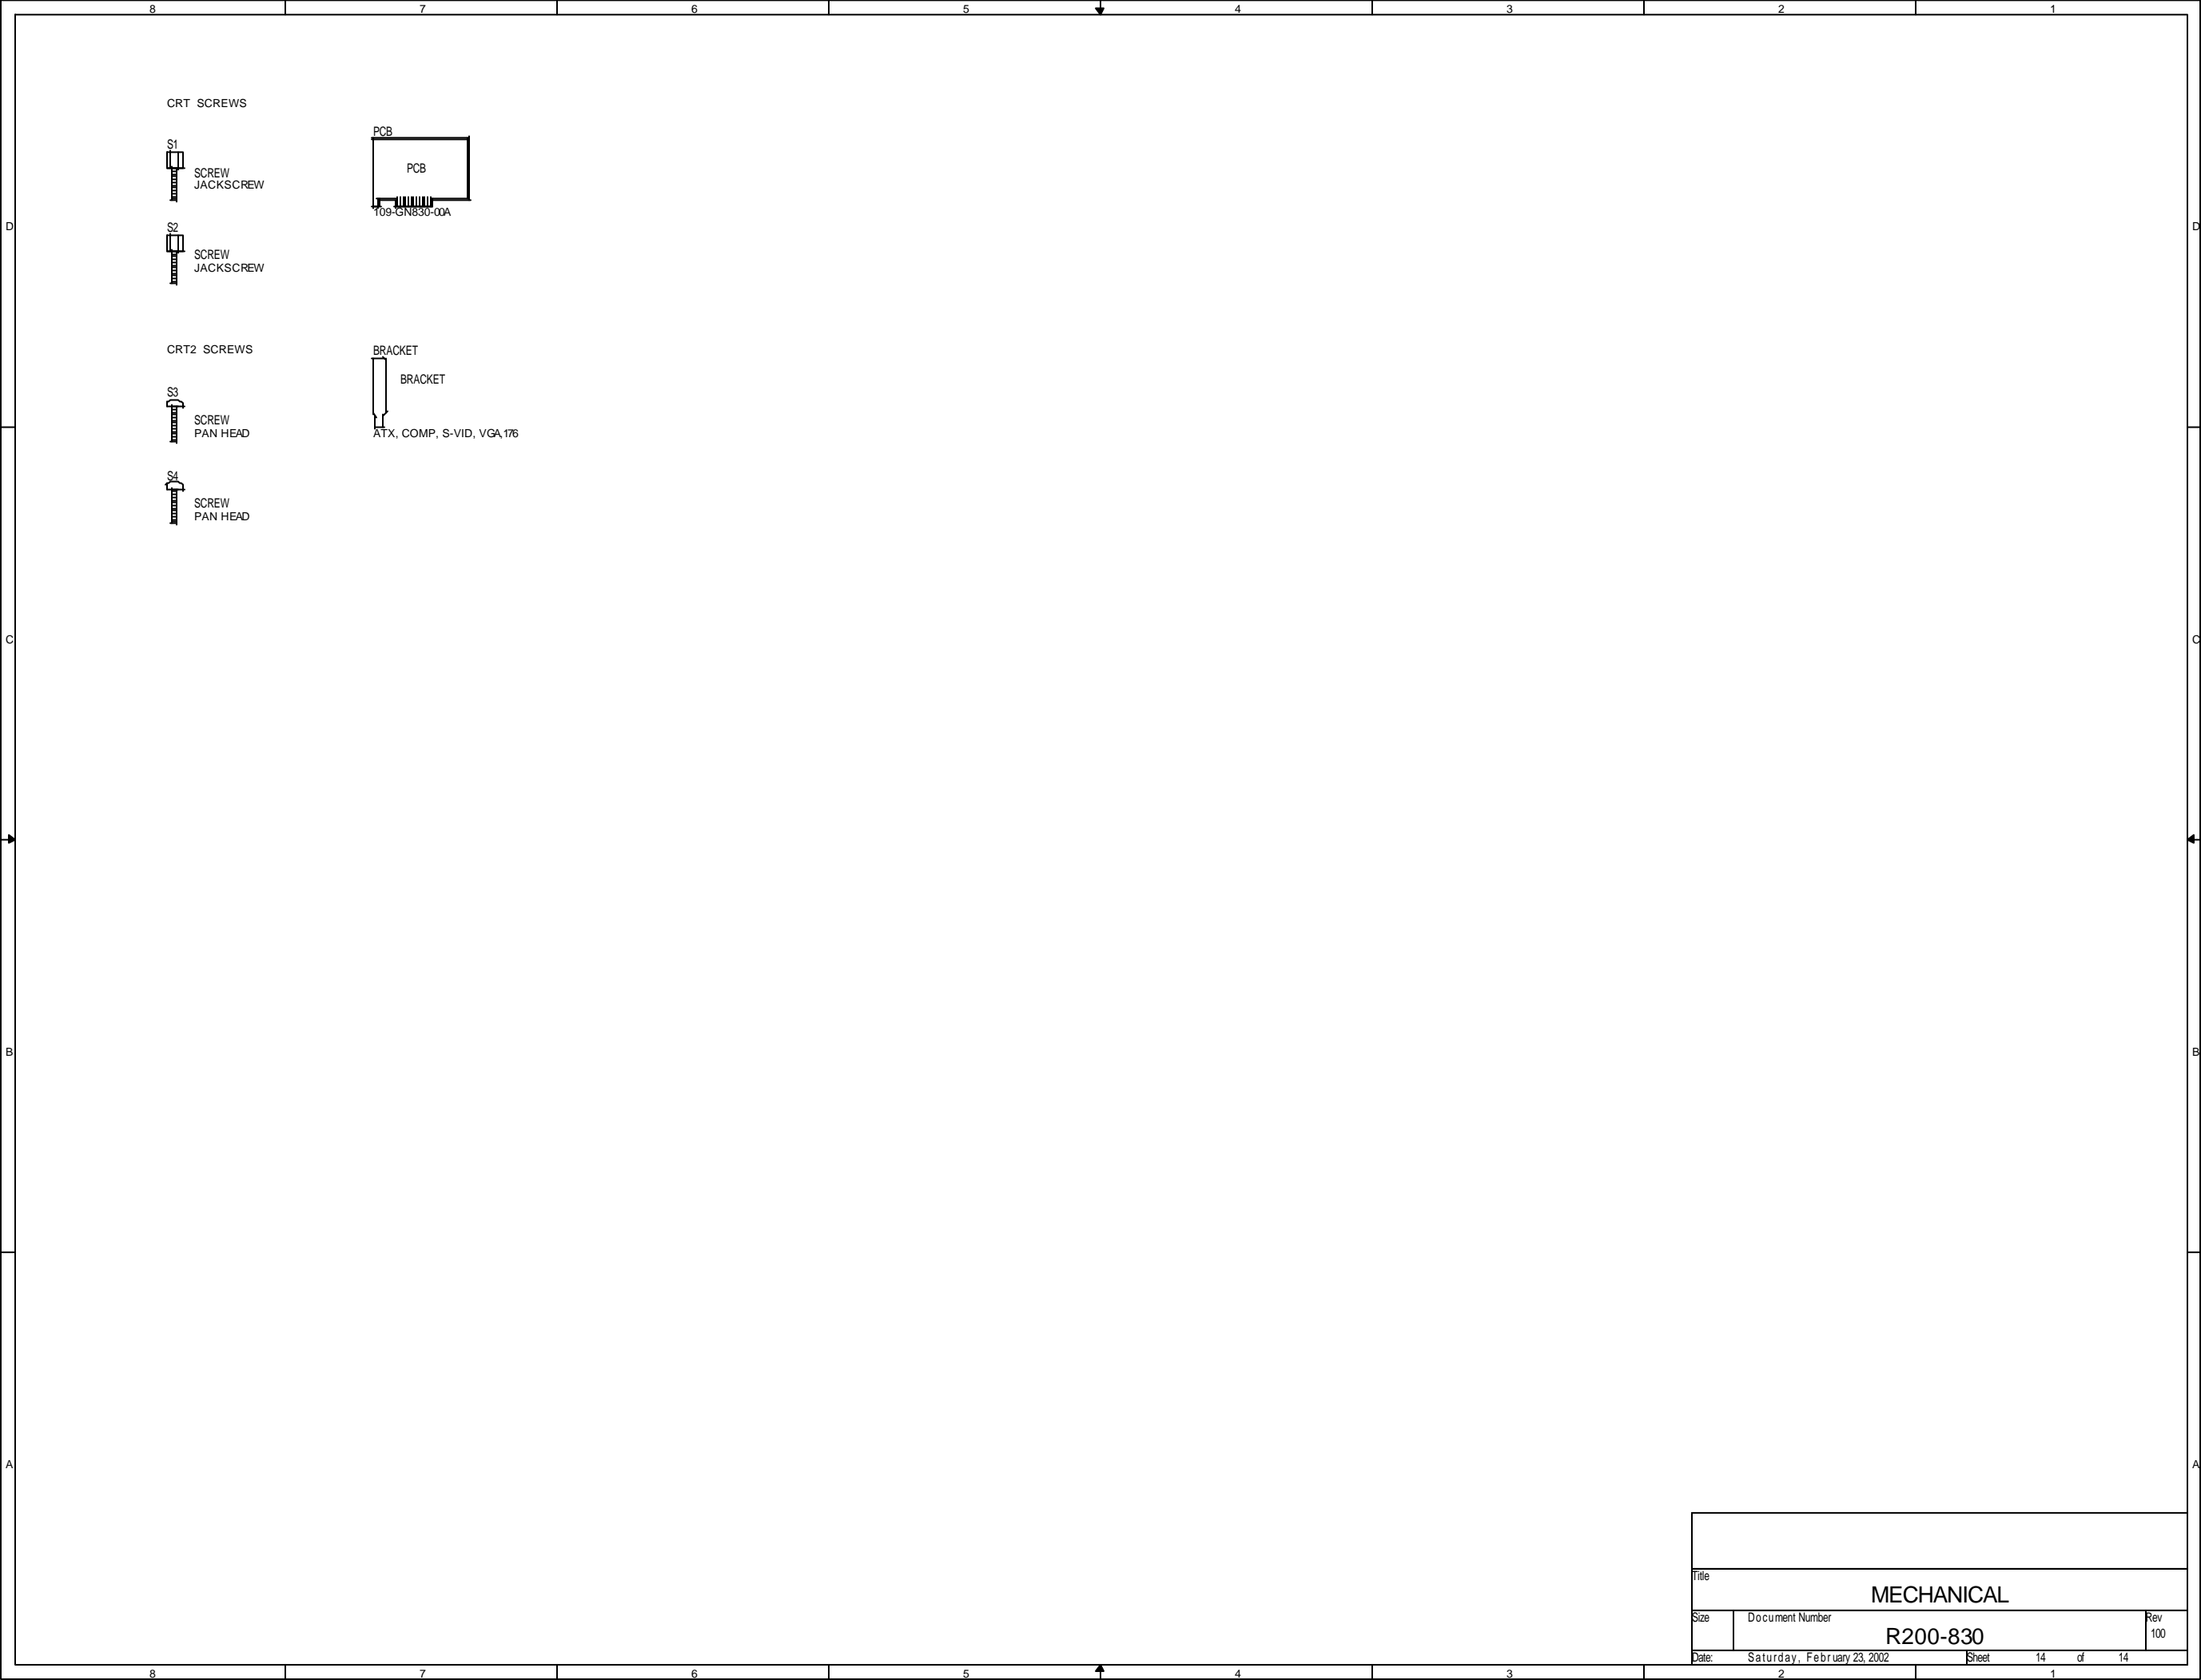 8 7 6 5 4 3 2 1
CRT SCREWS
S1
SCREW
JACKSCREW
PCB
PCB
109-GN830-00A
D D
S2
SCREW
JACKSCREW
CRT2 SCREWS
BRACKET
BRACKET
ATX, COMP, S-VID, VGA,176
S3
SCREW
PAN HEAD
S4
SCREW
PAN HEAD
C C
B B
A A
Title
MECHANICAL
Size Document Number Rev
R200-830 100
Date: Saturday, February 23, 2002 Sheet 14 of 14
8 7 6 5 4 3 2 1